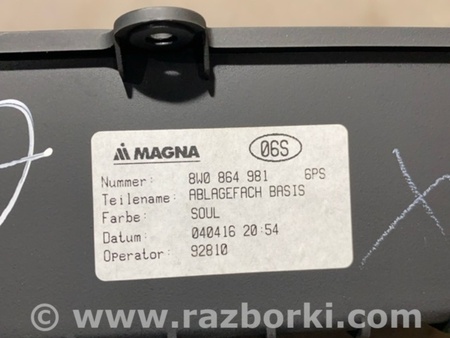 MAGNA 06S
Nummer: 8W0 864 981 6PS
Teilename: ABLAGEFACH BASIS
Farbe: SOUL
Datum: 040416 20:54
Operator: 92810
© www.razborki.com